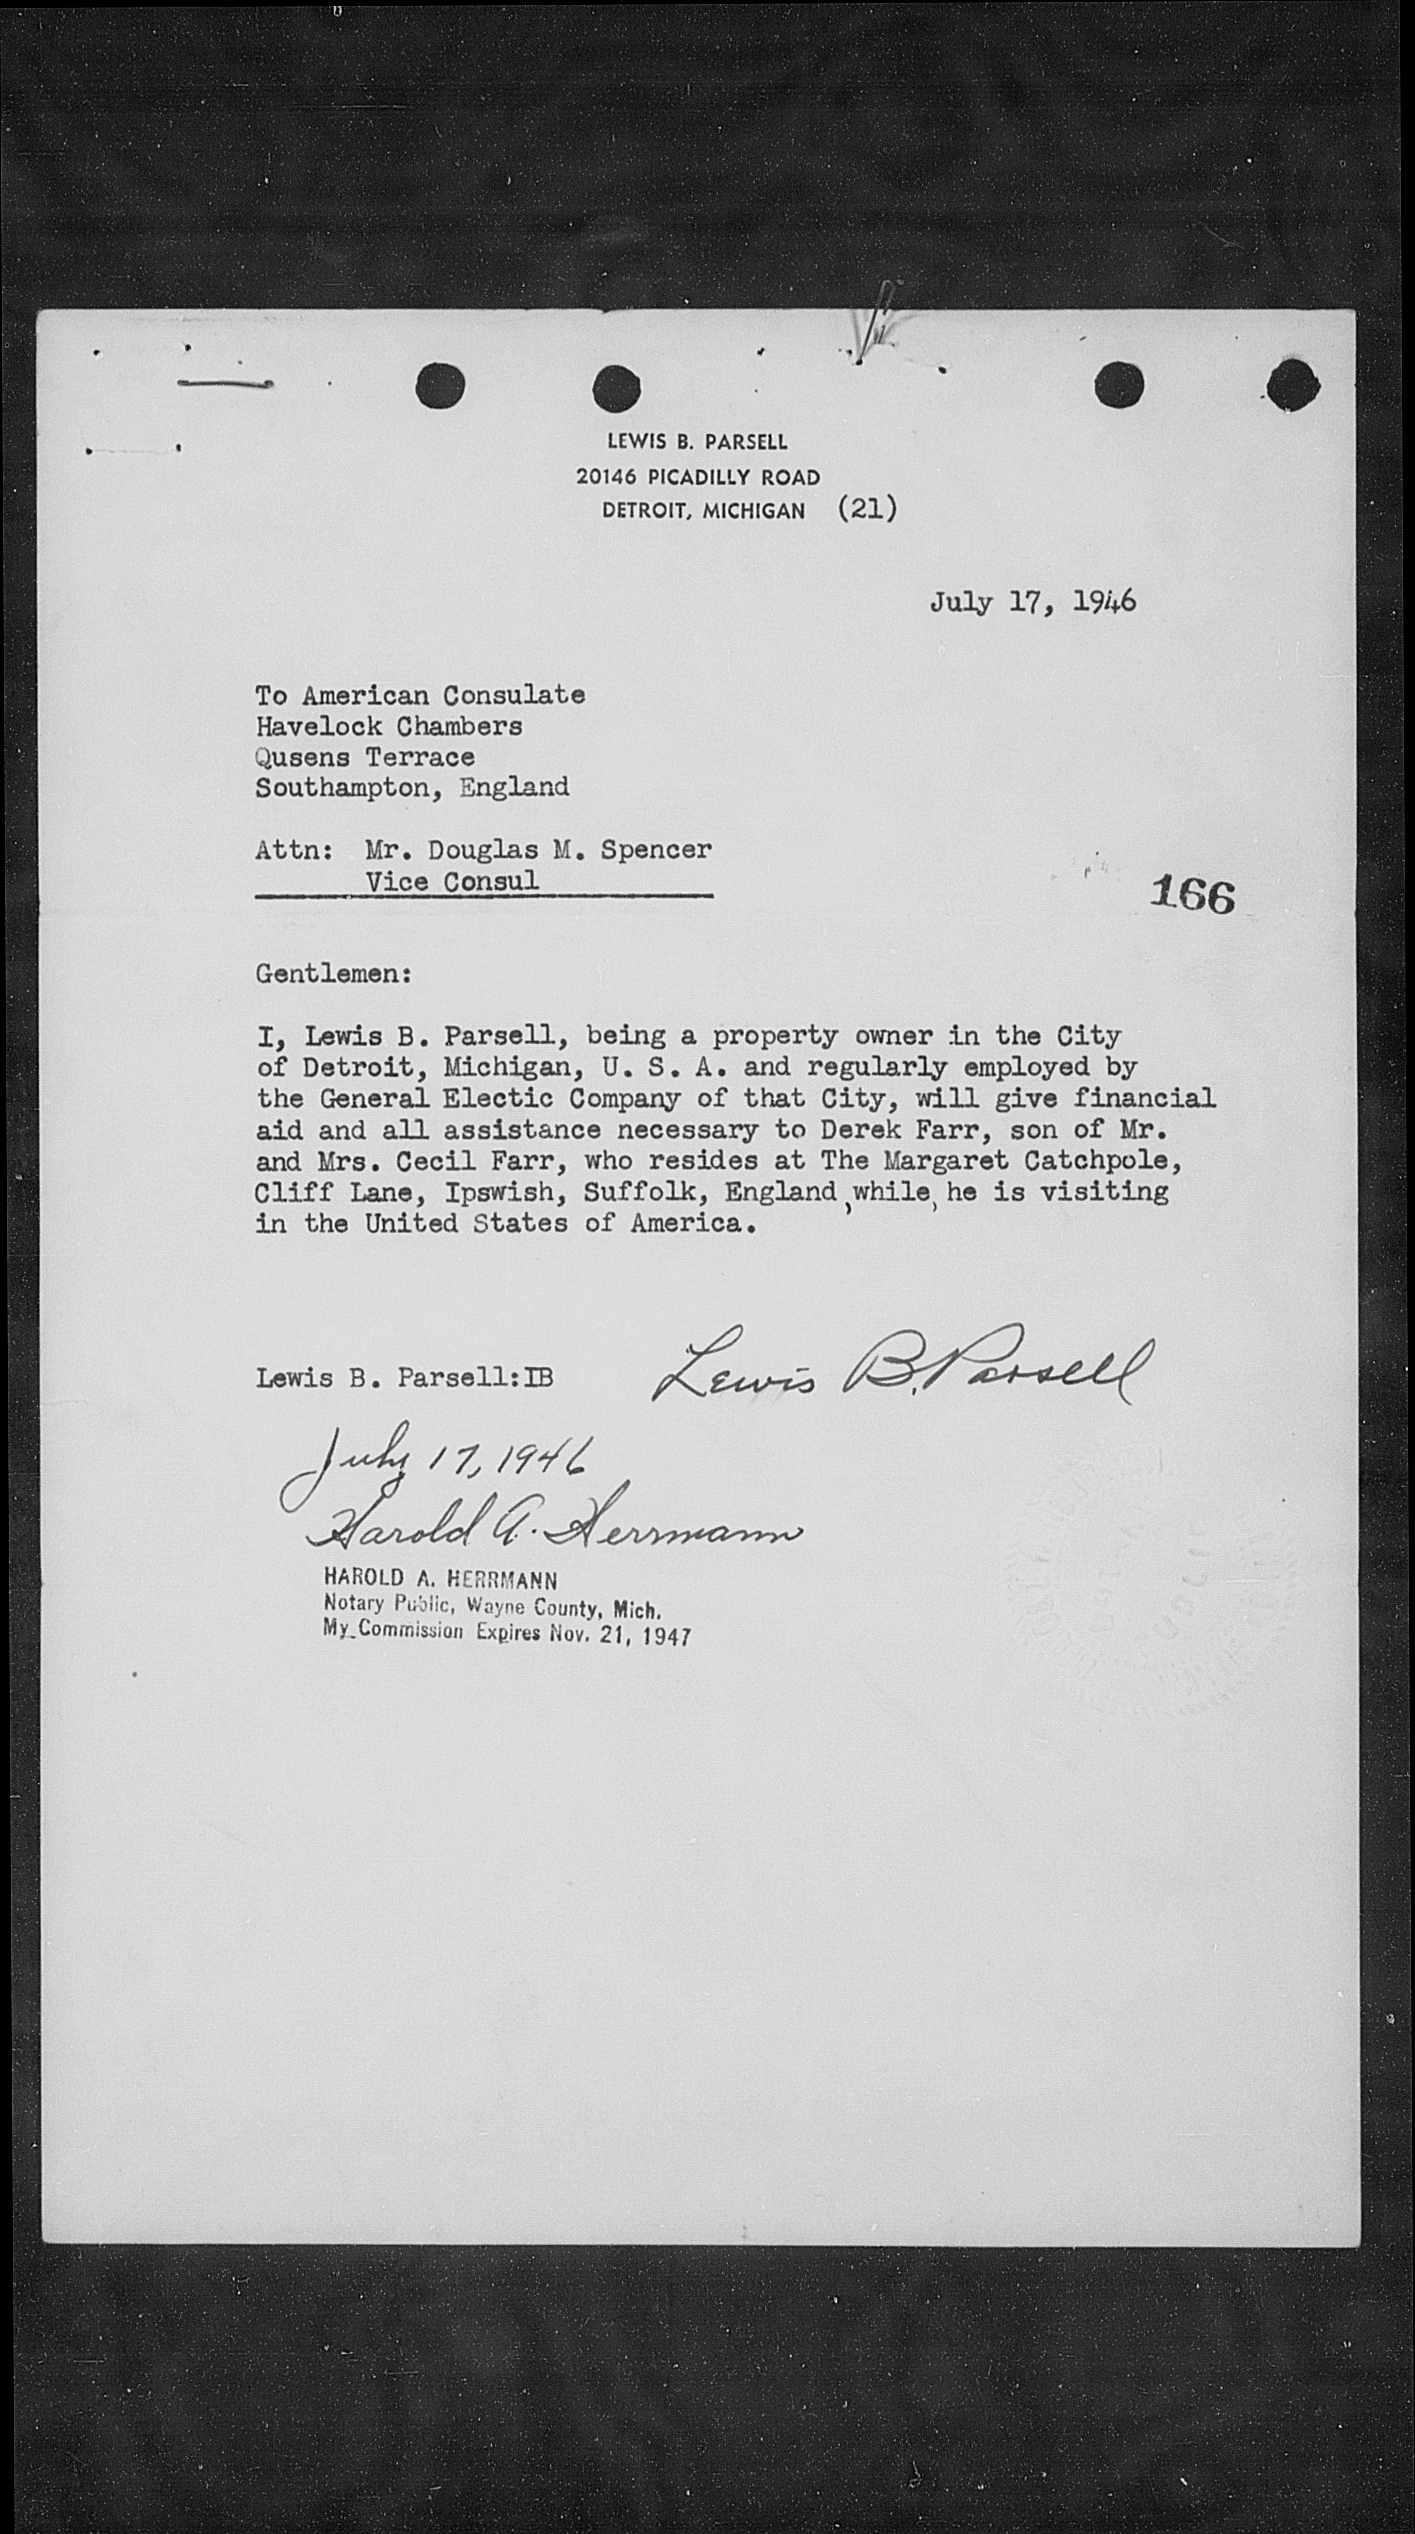 LEWIS B. PARSELL
20146 PICADILLY ROAD
DETROIT, MICHIGAN (21)
July 17, 1946
To American Consulate
Havelock Chambers
Qusens Terrace
Southampton, England
Attn: Mr. Douglas M. Spencer
Vice Consul
166
Gentlemen:
I, Lewis B. Parsell, being a property owner in the City
of Detroit, Michigan, U. S. A. and regularly employed by
the General Electic Company of that City, will give financial
aid and all assistance necessary to Derek Farr, son of Mr.
and Mrs. Cecil Farr, who resides at The Margaret Catchpole,
Cliff Lane, Ipswish, Suffolk, England, while, he is visiting
in the United States of America.
Lewis B. Parsell:IB Lewis B. Parsell
July 17, 1946
Harold A. Herrmann
HAROLD A. HERRMANN
Notary Public, Wayne County, Mich.
My Commission Expires Nov. 21, 1947